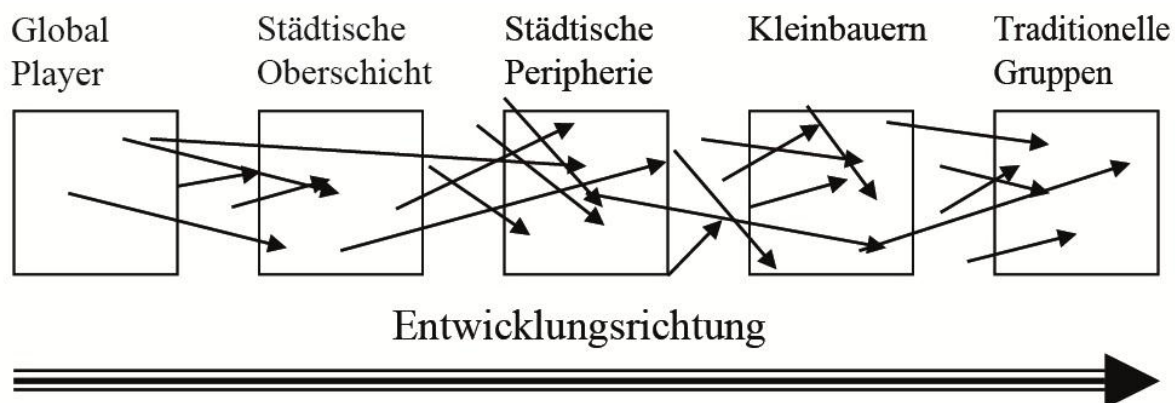 Global
Player
Städtische
Oberschicht
Städtische
Peripherie
Kleinbauern
Traditionelle
Gruppen
Entwicklungsrichtung